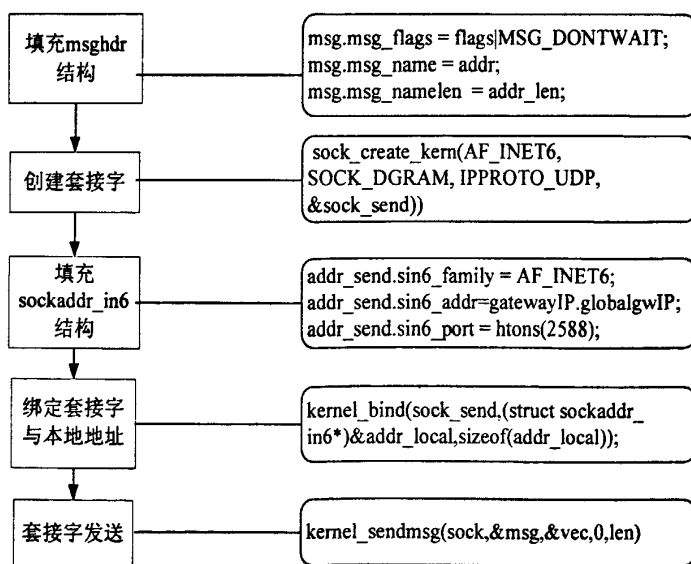 填充msghdr
结构
msg.msg_flags = flags|MSG_DONTWAIT;
msg.msg_name = addr;
msg.msg_namelen = addr_len;
创建套接字
sock_create_kern(AF_INET6,
SOCK_DGRAM, IPPROTO_UDP,
&sock_send))
填充
sockaddr_in6
结构
addr_send.sin6_family = AF_INET6;
addr_send.sin6_addr=gatewayIP.globalgwIP;
addr_send.sin6_port = htons(2588);
绑定套接字
与本地地址
kernel_bind(sock_send,(struct sockaddr_
in6*)&addr_local,sizeof(addr_local));
套接字发送
kernel_sendmsg(sock,&msg,&vec,0,len)